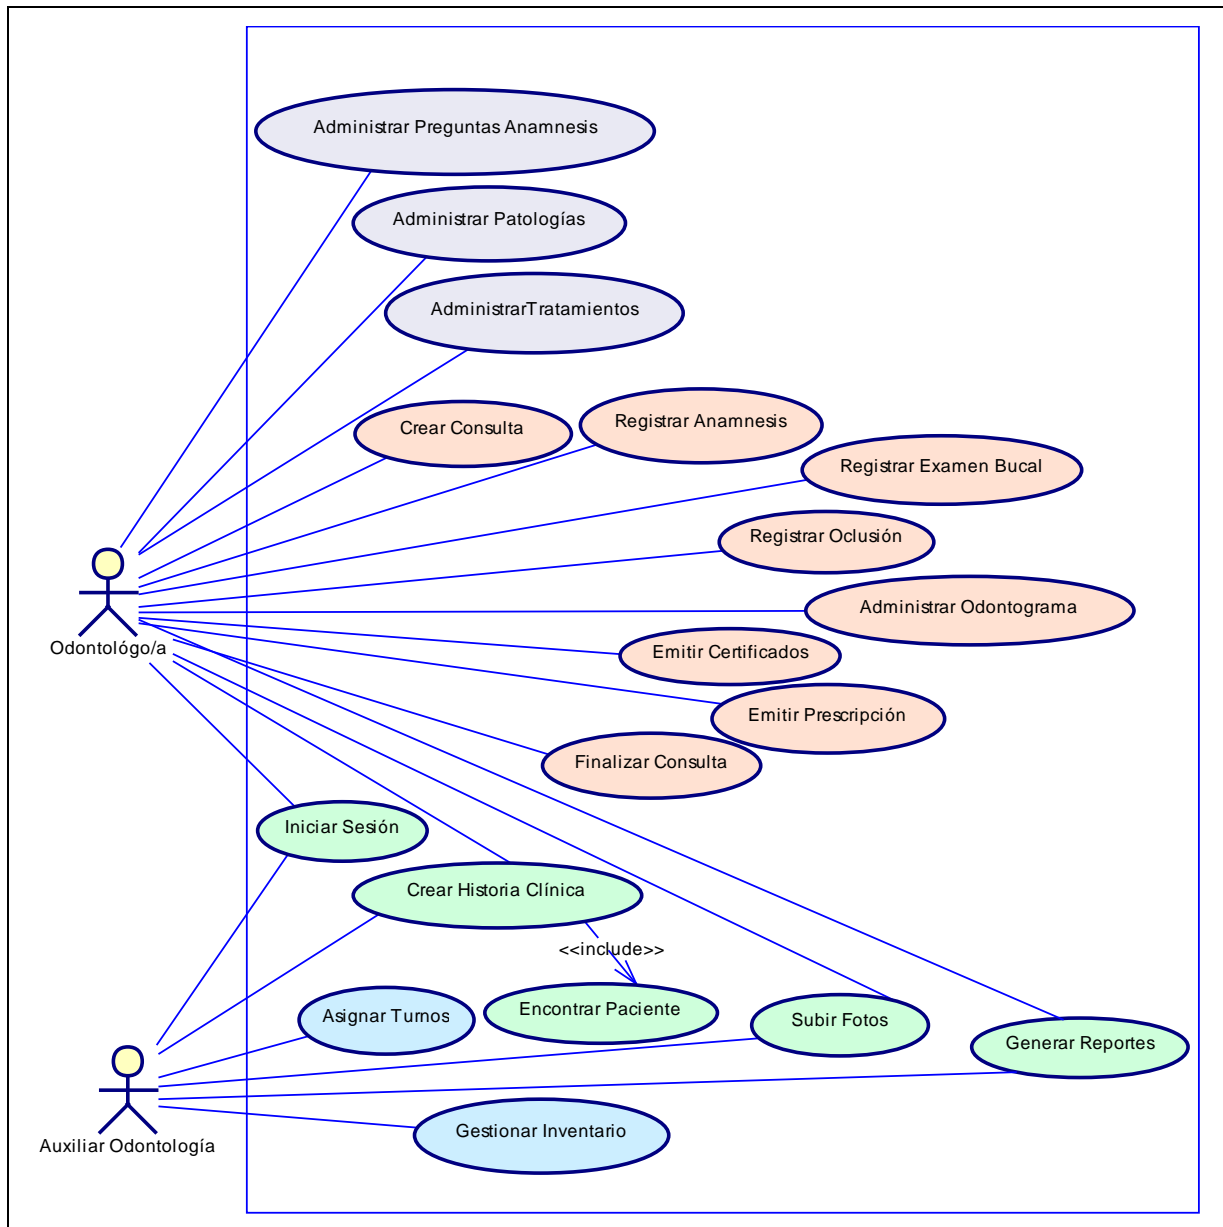 Administrar Preguntas Anamnesis
Administrar Patologías
AdministrarTratamientos
Crear Consulta
Registrar Anamnesis
Registrar Examen Bucal
Registrar Oclusión
Administrar Odontograma
Odontológo/a
Emitir Certificados
Emitir Prescripción
Finalizar Consulta
Iniciar Sesión
Crear Historia Clínica
<<include>>
Encontrar Paciente
Asignar Turnos
Subir Fotos
Generar Reportes
Auxiliar Odontología
Gestionar Inventario